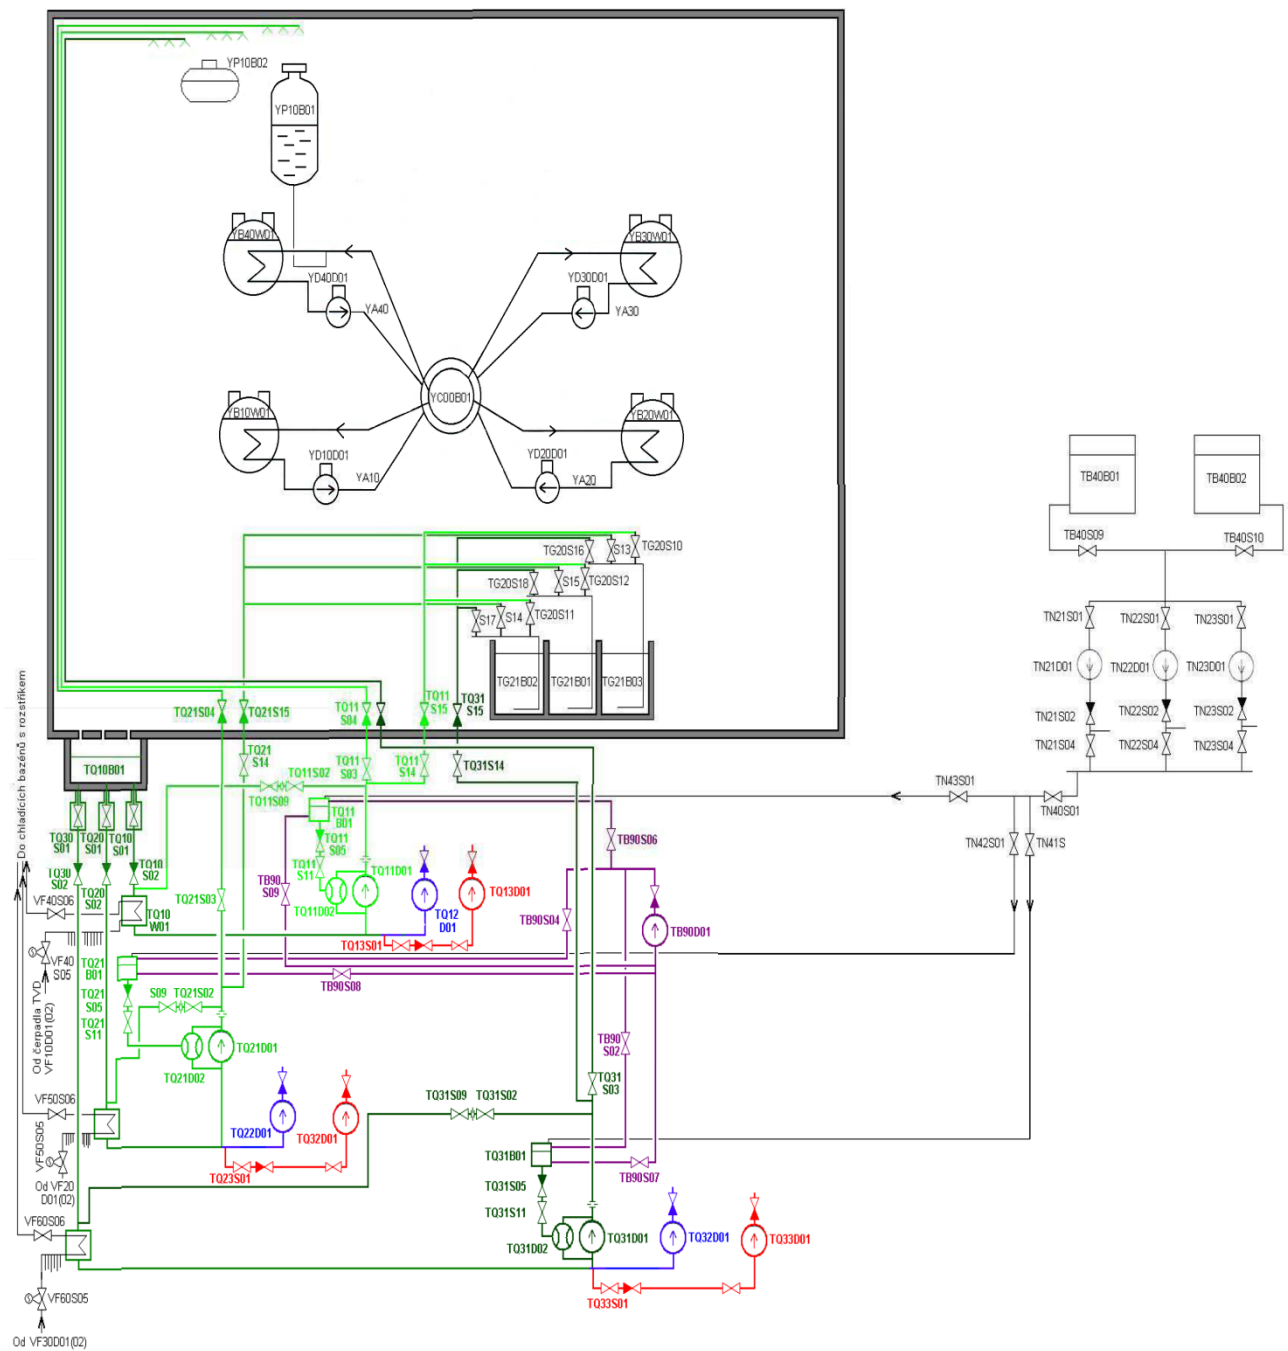 YP10B02
YP10B01
YB40W01
YB30W01
YD40D01
YD30D01
YA40
YA30
YC00B01
YB10W01
YB20W01
YD10D01
YD20D01
YA10
YA20
TB40B01
TB40B02
TB40S09
TB40S10
TG20S16
S13
TG20S10
TG20S18
S15
TG20S12
S17
S14
TG20S11
TG21B02
TG21B01
TG21B03
TN21S01
TN22S01
TN23S01
TN21D01
TN22D01
TN23D01
TN21S02
TN22S02
TN23S02
TN21S04
TN22S04
TN23S04
TN43S01
TN40S01
TN42S01
TN41S
TQ21S04
TQ21S15
TQ11
S04
TQ11
S15
TQ31
S15
TQ21
S14
TQ11
S03
TQ11
S14
TQ31S14
TQ10B01
TQ11S02
TQ11S09
TQ11
B01
TQ11
S05
TQ11
S11
TQ30
S01
TQ20
S01
TQ10
S01
TQ30
S02
TQ20
S02
TQ10
S02
Do chladících bazénů s rozstřikem
VF40S06
TQ10
W01
VF40
S05
Od čerpadla TVD
VF10D01(02)
TQ21S03
TB90
S09
TQ11D01
TQ11D02
TQ12
D01
TQ13D01
TQ13S01
TB90S06
TB90S04
TB90D01
TB90S08
TQ21
B01
TQ21
S05
TQ21
S11
S09
TQ21S02
TQ21D01
TQ21D02
TB90
S02
VF50S06
VF50S05
Od VF20
D01(02)
TQ22D01
TQ32D01
TQ23S01
TQ31S09
TQ31S02
TQ31
S03
TQ31B01
TB90S07
TQ31S05
TQ31S11
TQ31D01
TQ31D02
TQ32D01
TQ33D01
TQ33S01
VF60S06
VF60S05
Od VF30D01(02)